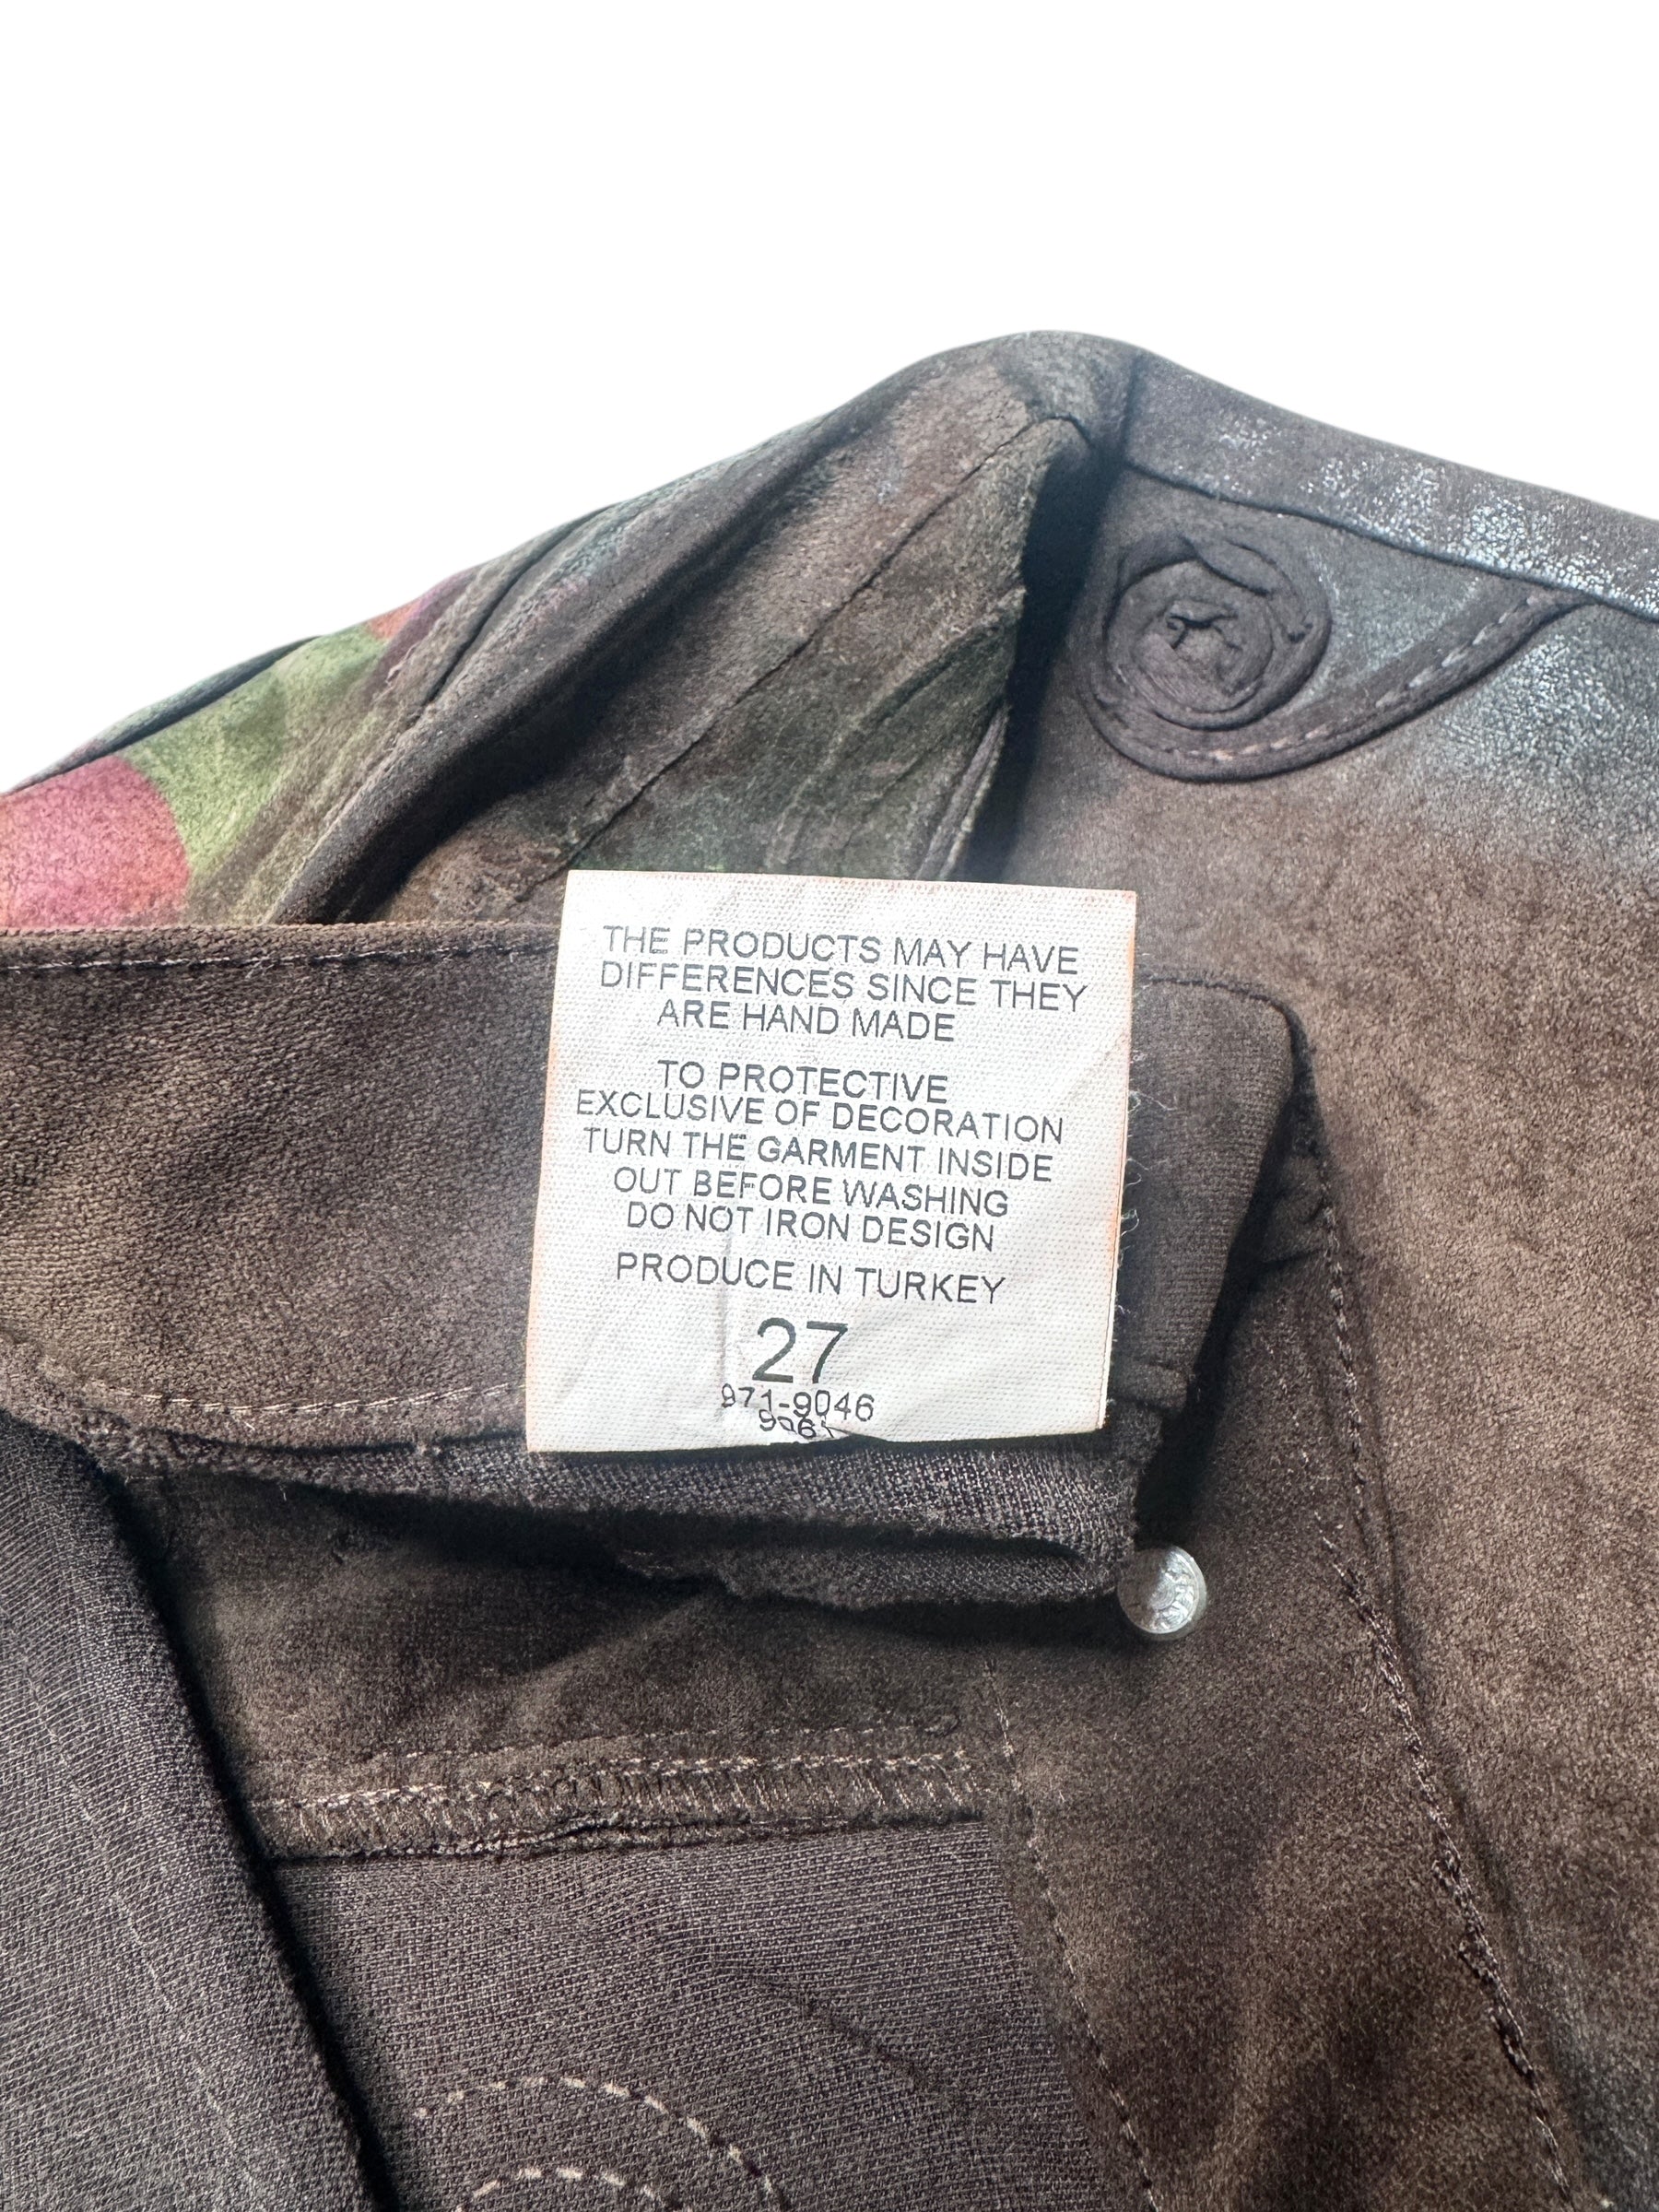 THE PRODUCTS MAY HAVE
DIFFERENCES SINCE THEY
ARE HAND MADE
TO PROTECTIVE
EXCLUSIVE OF DECORATION
TURN THE GARMENT INSIDE
OUT BEFORE WASHING
DO NOT IRON DESIGN
PRODUCE IN TURKEY
27
971-9046